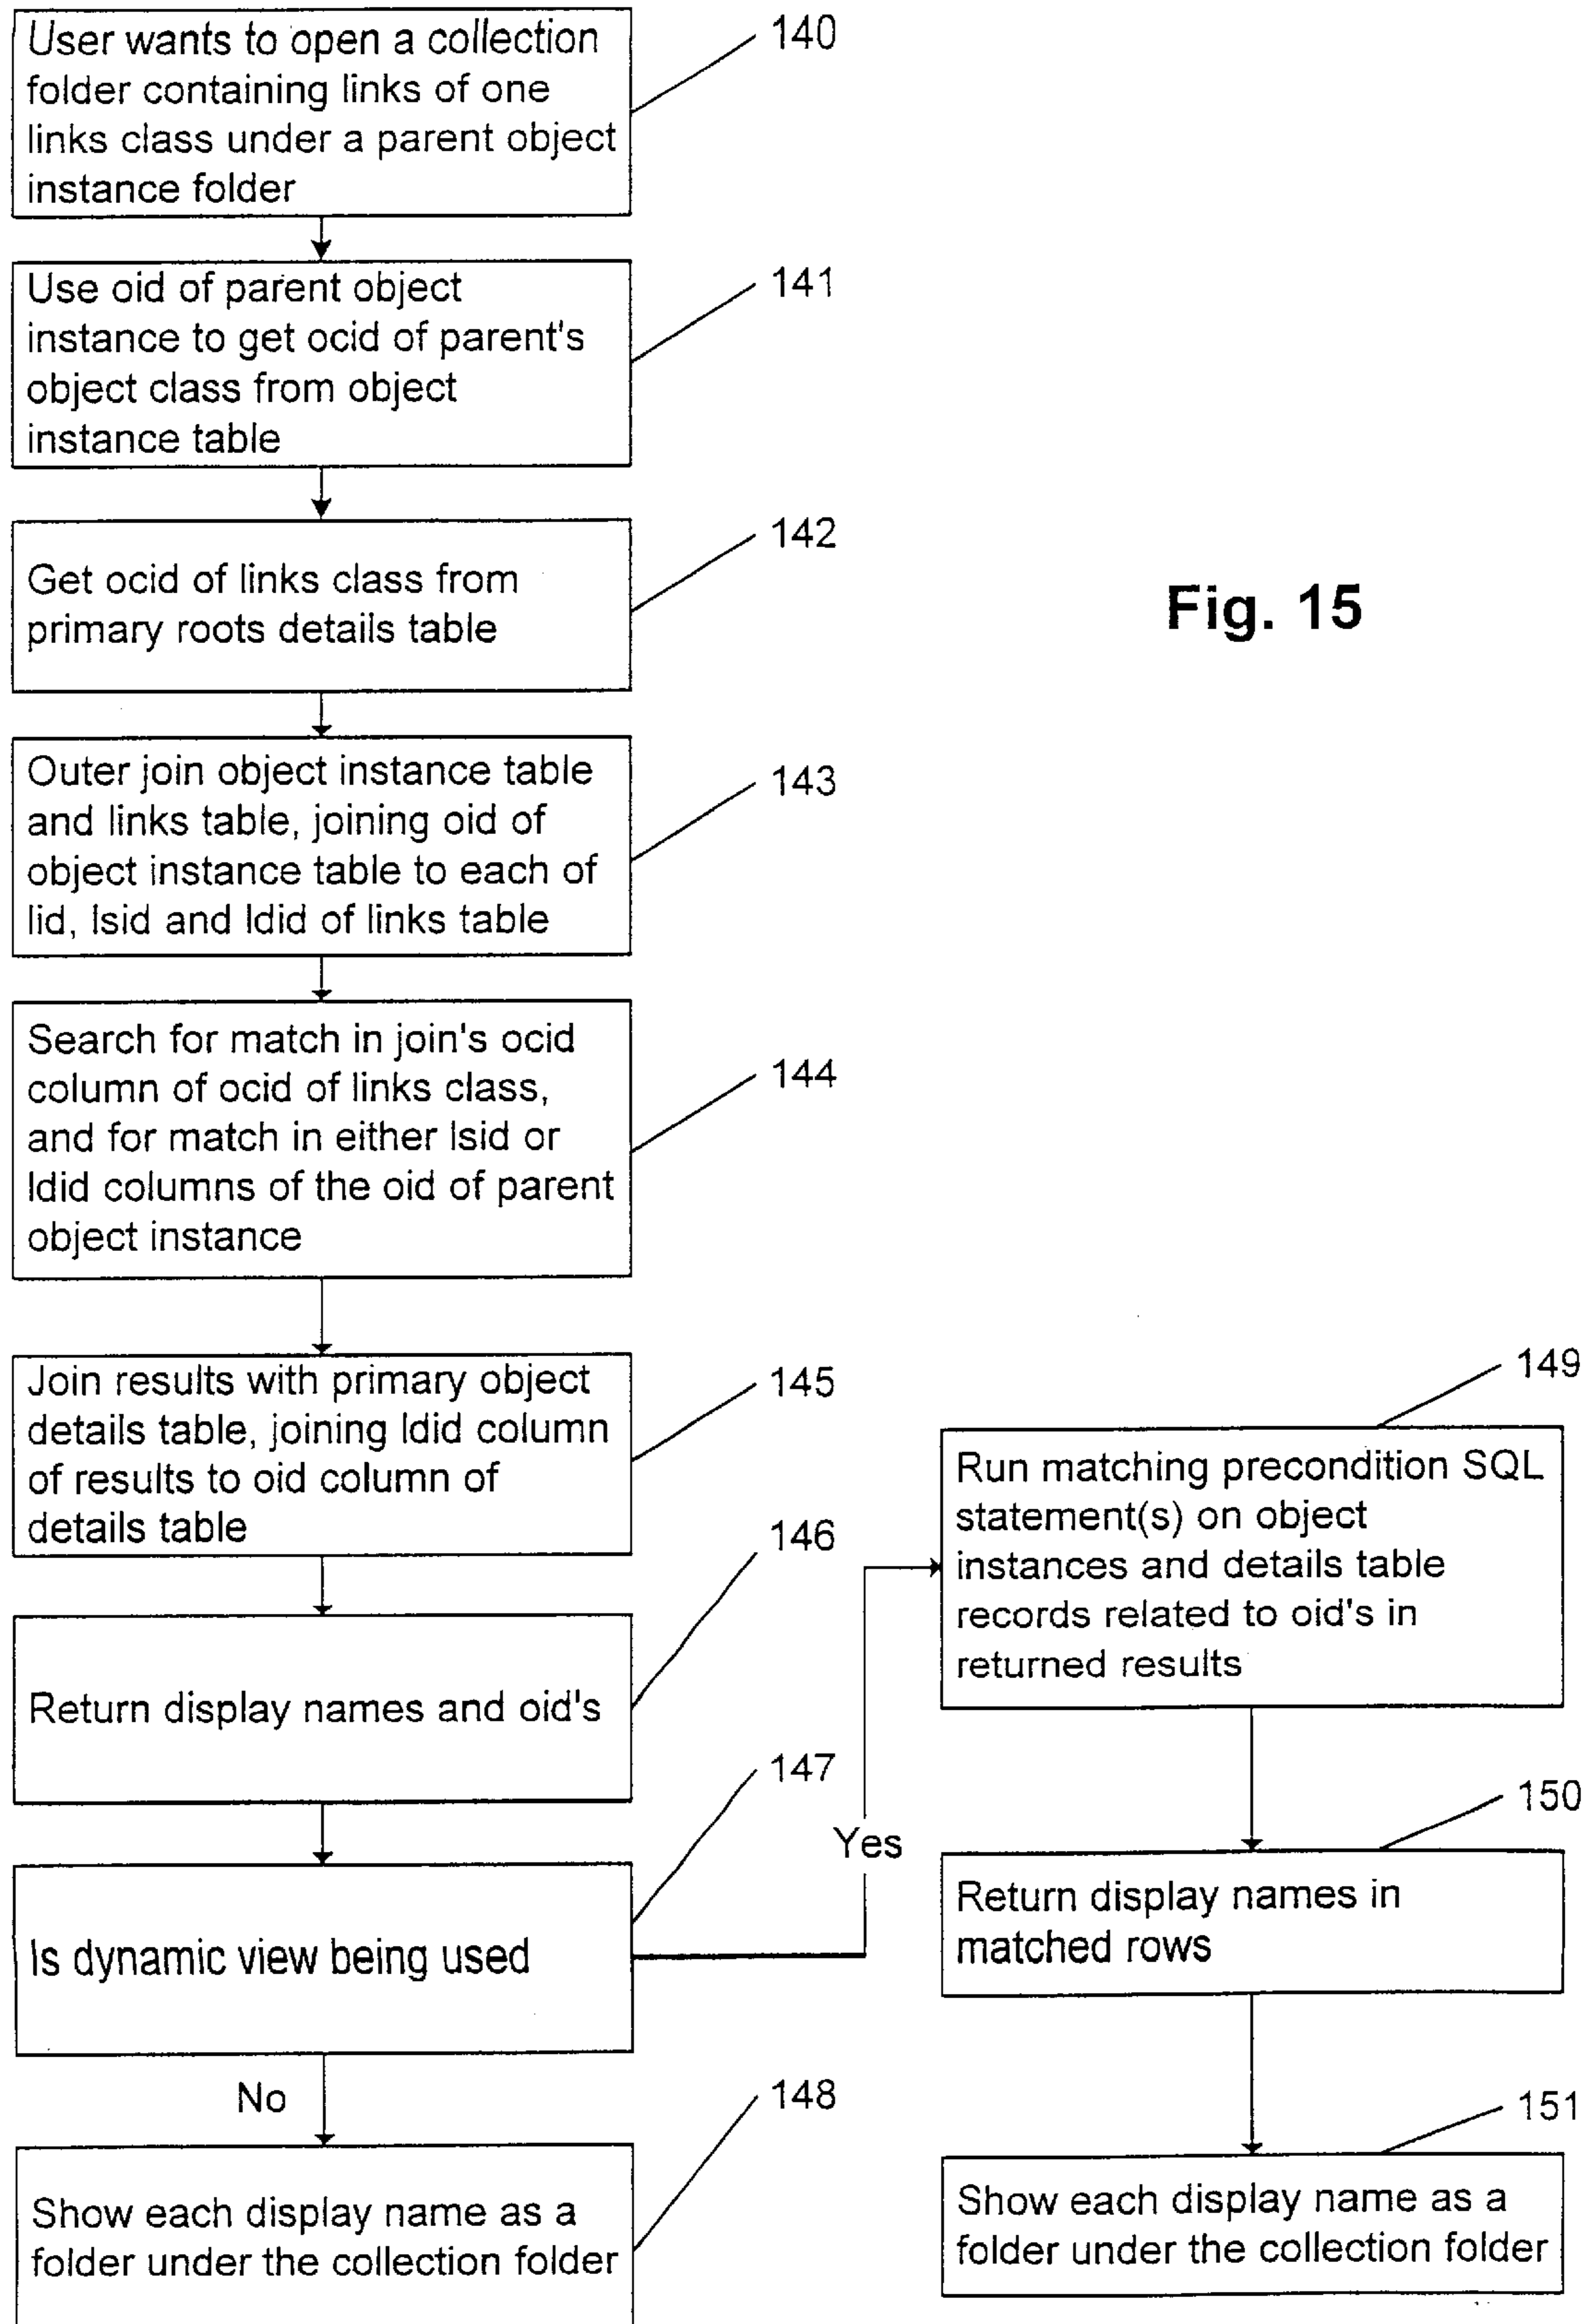 User wants to open a collection
folder containing links of one
links class under a parent object
instance folder
140
Use oid of parent object
instance to get ocid of parent's
object class from object
instance table
141
Get ocid of links class from
primary roots details table
142
Fig. 15
Outer join object instance table
and links table, joining oid of
object instance table to each of
lid, lsid and ldid of links table
143
Search for match in join's ocid
column of ocid of links class,
and for match in either lsid or
ldid columns of the oid of parent
object instance
144
Join results with primary object
details table, joining ldid column
of results to oid column of
details table
145
Return display names and oid's
146
Is dynamic view being used
147
Yes
No
Show each display name as a
folder under the collection folder
148
Run matching precondition SQL
statement(s) on object
instances and details table
records related to oid's in
returned results
149
Return display names in
matched rows
150
Show each display name as a
folder under the collection folder
151